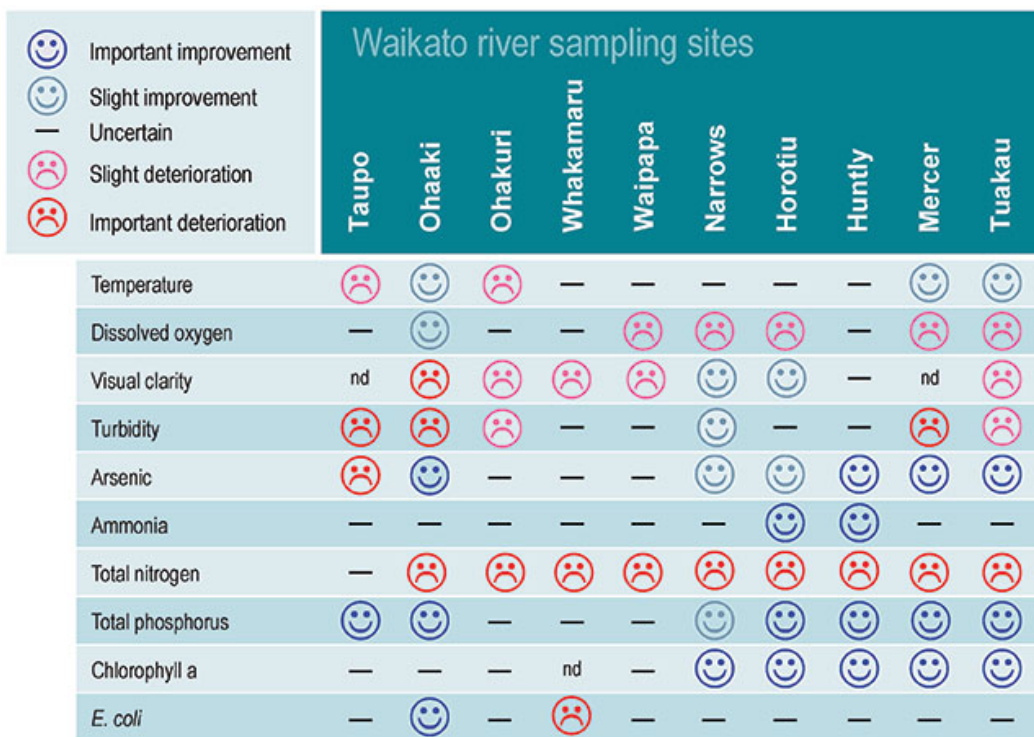 Important improvement
Slight improvement
— Uncertain
Slight deterioration
Important deterioration
Waikato river sampling sites
Taupo
Ohaaki
Ohakuri
Whakamaru
Waipapa
Narrows
Horotiu
Huntly
Mercer
Tuakau
Temperature — — — — —
Dissolved oxygen — — — —
Visual clarity nd — nd
Turbidity — — — —
Arsenic — — —
Ammonia — — — — — — — —
Total nitrogen —
Total phosphorus — — —
Chlorophyll a — — — nd —
E. coli — — — — — — — —